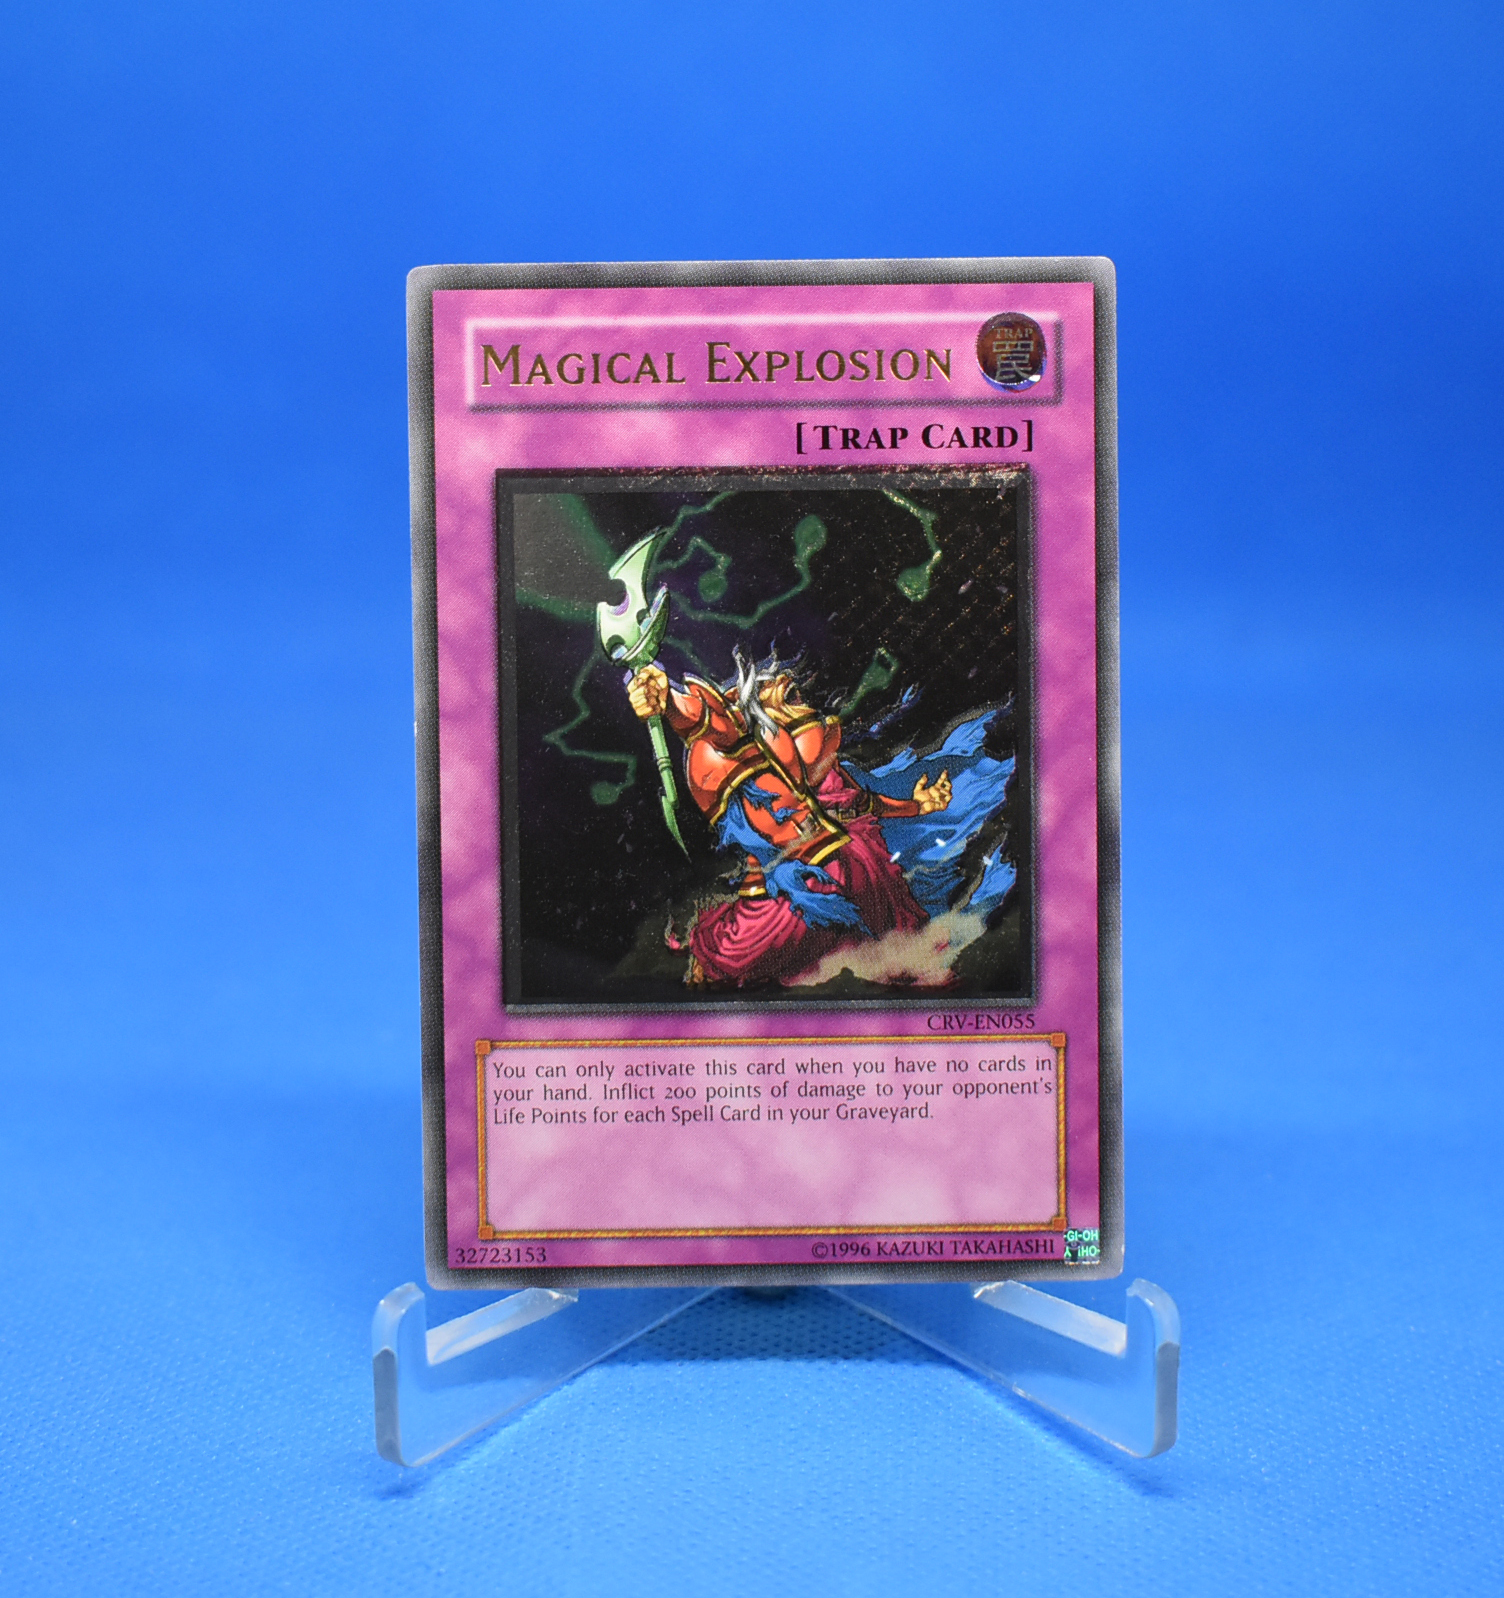 MAGICAL EXPLOSION
TRAP
罠
[TRAP CARD]
CRV-EN055
You can only activate this card when you have no cards in
your hand. Inflict 200 points of damage to your opponent's
Life Points for each Spell Card in your Graveyard.
32723153
©1996 KAZUKI TAKAHASHI
-GI-OH